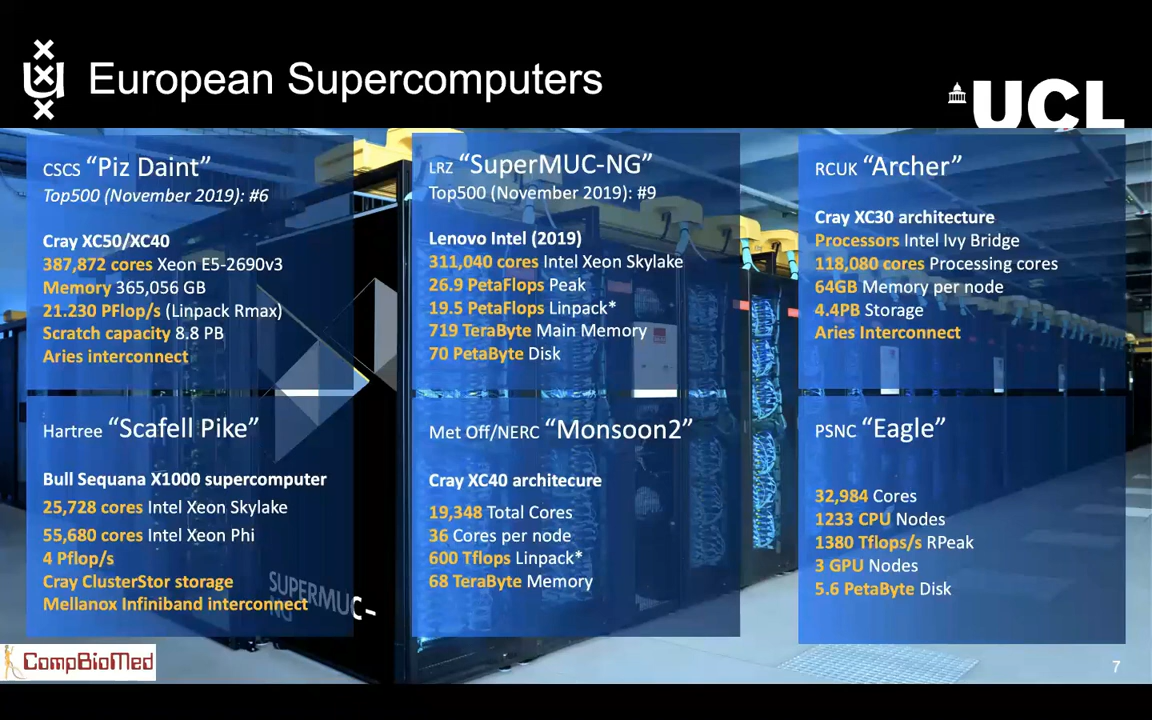 European Supercomputers
UCL
CSCS “Piz Daint”
Top500 (November 2019): #6
Cray XC50/XC40
387,872 cores Xeon E5-2690v3
Memory 365,056 GB
21.230 PFlop/s (Linpack Rmax)
Scratch capacity 8.8 PB
Aries interconnect
LRZ “SuperMUC-NG”
Top500 (November 2019): #9
Lenovo Intel (2019)
311,040 cores Intel Xeon Skylake
26.9 PetaFlops Peak
19.5 PetaFlops Linpack*
719 TeraByte Main Memory
70 PetaByte Disk
RCUK “Archer”
Cray XC30 architecture
Processors Intel Ivy Bridge
118,080 cores Processing cores
64GB Memory per node
4.4PB Storage
Aries Interconnect
Hartree “Scafell Pike”
Bull Sequana X1000 supercomputer
25,728 cores Intel Xeon Skylake
55,680 cores Intel Xeon Phi
4 Pflop/s
Cray ClusterStor storage
Mellanox Infiniband interconnect
SUPERMUC-
NG
Met Off/NERC “Monsoon2”
Cray XC40 architecure
19,348 Total Cores
36 Cores per node
600 Tflops Linpack*
68 TeraByte Memory
PSNC “Eagle”
32,984 Cores
1233 CPU Nodes
1380 Tflops/s RPeak
3 GPU Nodes
5.6 PetaByte Disk
CompBioMed
7